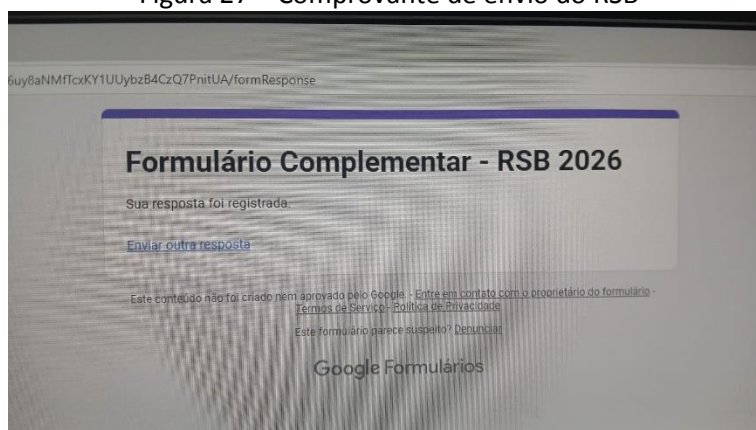 Figura 27 – Comprovante de envio do RSB
6uy8aNMfTcxKY1UUybzB4CzQ7PnitUA/formResponse
Formulário Complementar - RSB 2026
Sua resposta foi registrada.
Enviar outra resposta
Este conteúdo não foi criado nem aprovado pelo Google. - Entre em contato com o proprietário do formulário -
Termos de Serviço - Política de Privacidade
Este formulário parece suspeito? Denunciar
Google Formulários